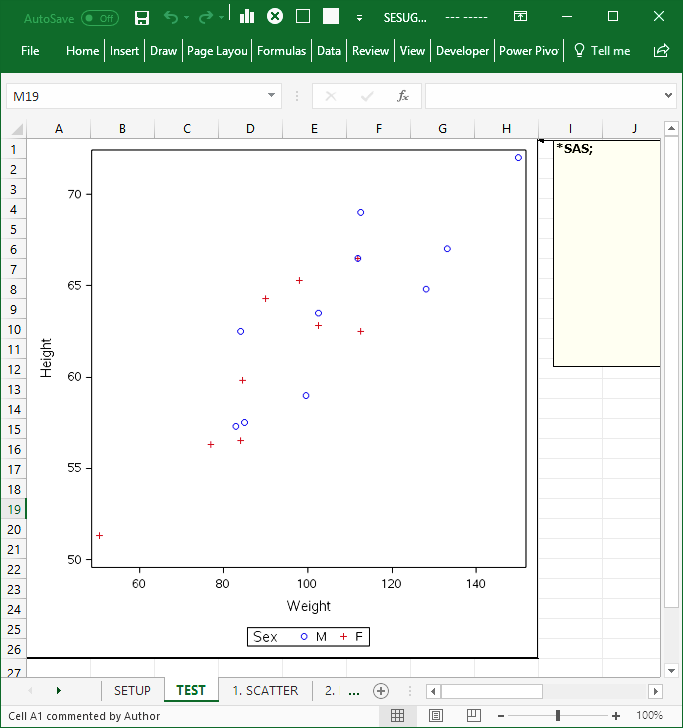 AutoSave Off SESUG... --- -----
File Home Insert Draw Page Layou Formulas Data Review View Developer Power Pivo Tell me
M19 fx
A B C D E F G H I J
1
2
3
4
5
6
7
8
9
10
11
12
13
14
15
16
17
18
19
20
21
22
23
24
25
26
27
*SAS;
70
65
60
55
50
Height
60 80 100 120 140
Weight
Sex M F
SETUP TEST 1. SCATTER 2. ...
Cell A1 commented by Author 100%